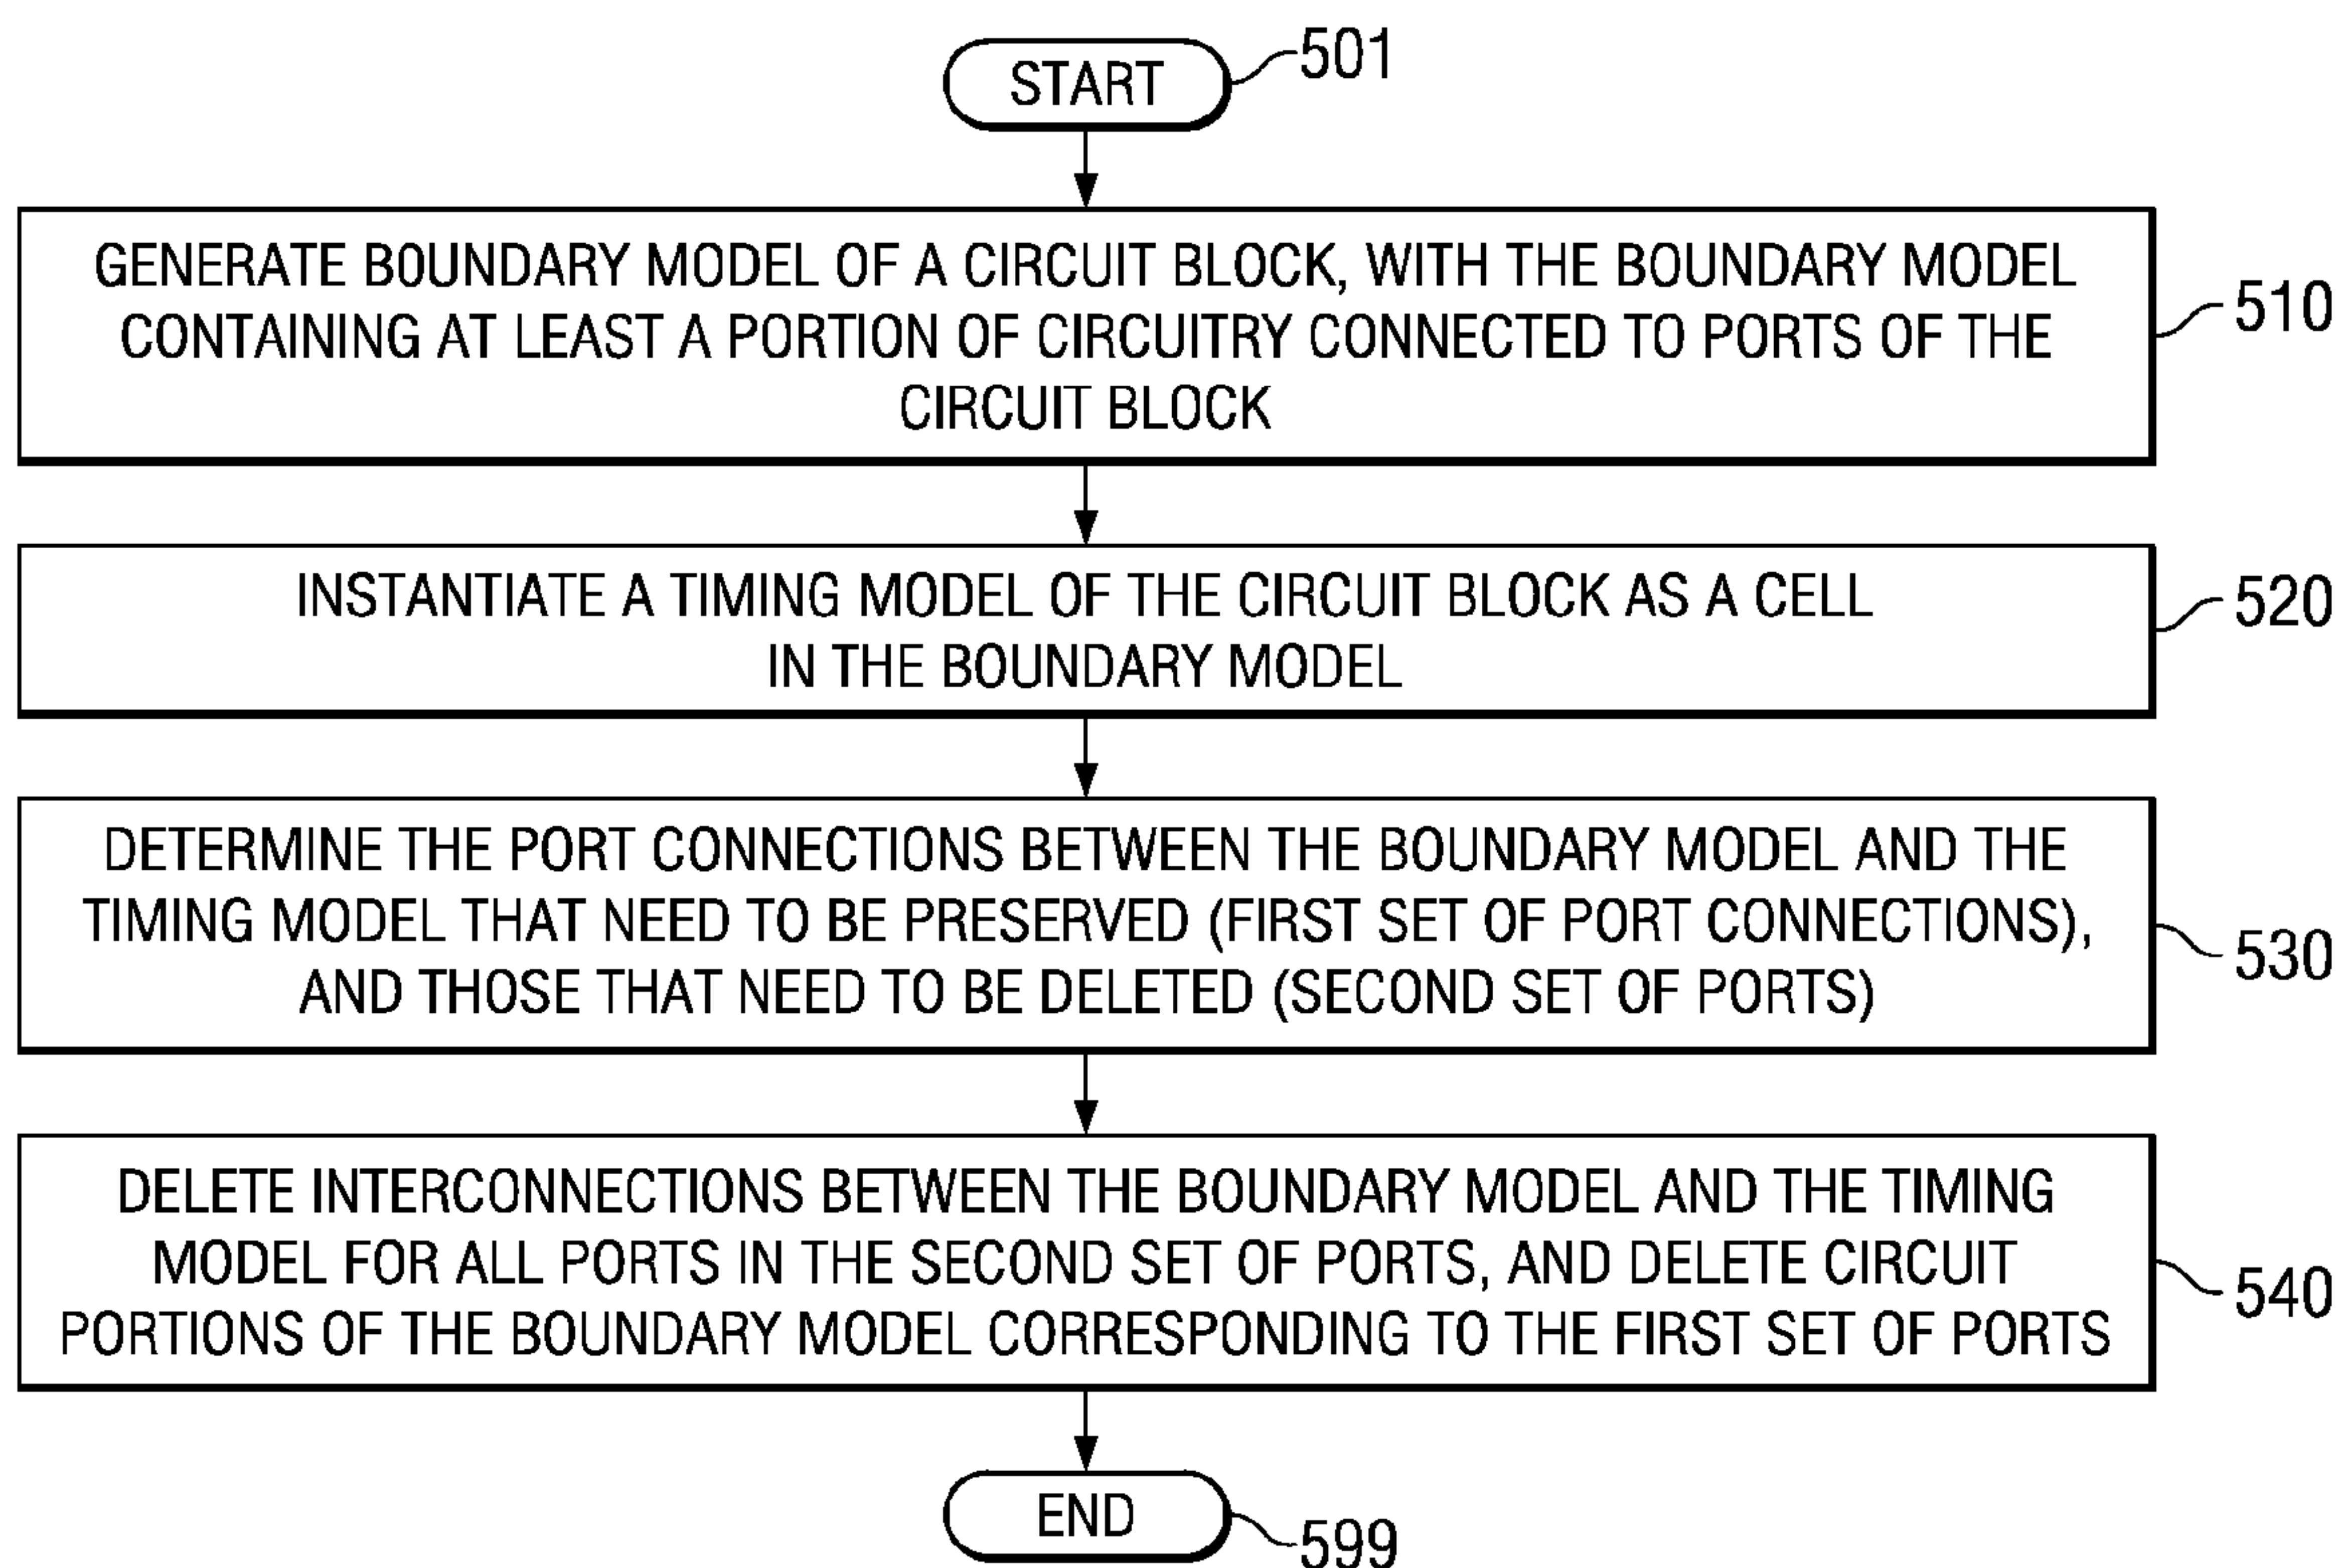 START
501
GENERATE BOUNDARY MODEL OF A CIRCUIT BLOCK, WITH THE BOUNDARY MODEL
CONTAINING AT LEAST A PORTION OF CIRCUITRY CONNECTED TO PORTS OF THE
CIRCUIT BLOCK
510
INSTANTIATE A TIMING MODEL OF THE CIRCUIT BLOCK AS A CELL
IN THE BOUNDARY MODEL
520
DETERMINE THE PORT CONNECTIONS BETWEEN THE BOUNDARY MODEL AND THE
TIMING MODEL THAT NEED TO BE PRESERVED (FIRST SET OF PORT CONNECTIONS),
AND THOSE THAT NEED TO BE DELETED (SECOND SET OF PORTS)
530
DELETE INTERCONNECTIONS BETWEEN THE BOUNDARY MODEL AND THE TIMING
MODEL FOR ALL PORTS IN THE SECOND SET OF PORTS, AND DELETE CIRCUIT
PORTIONS OF THE BOUNDARY MODEL CORRESPONDING TO THE FIRST SET OF PORTS
540
END
599